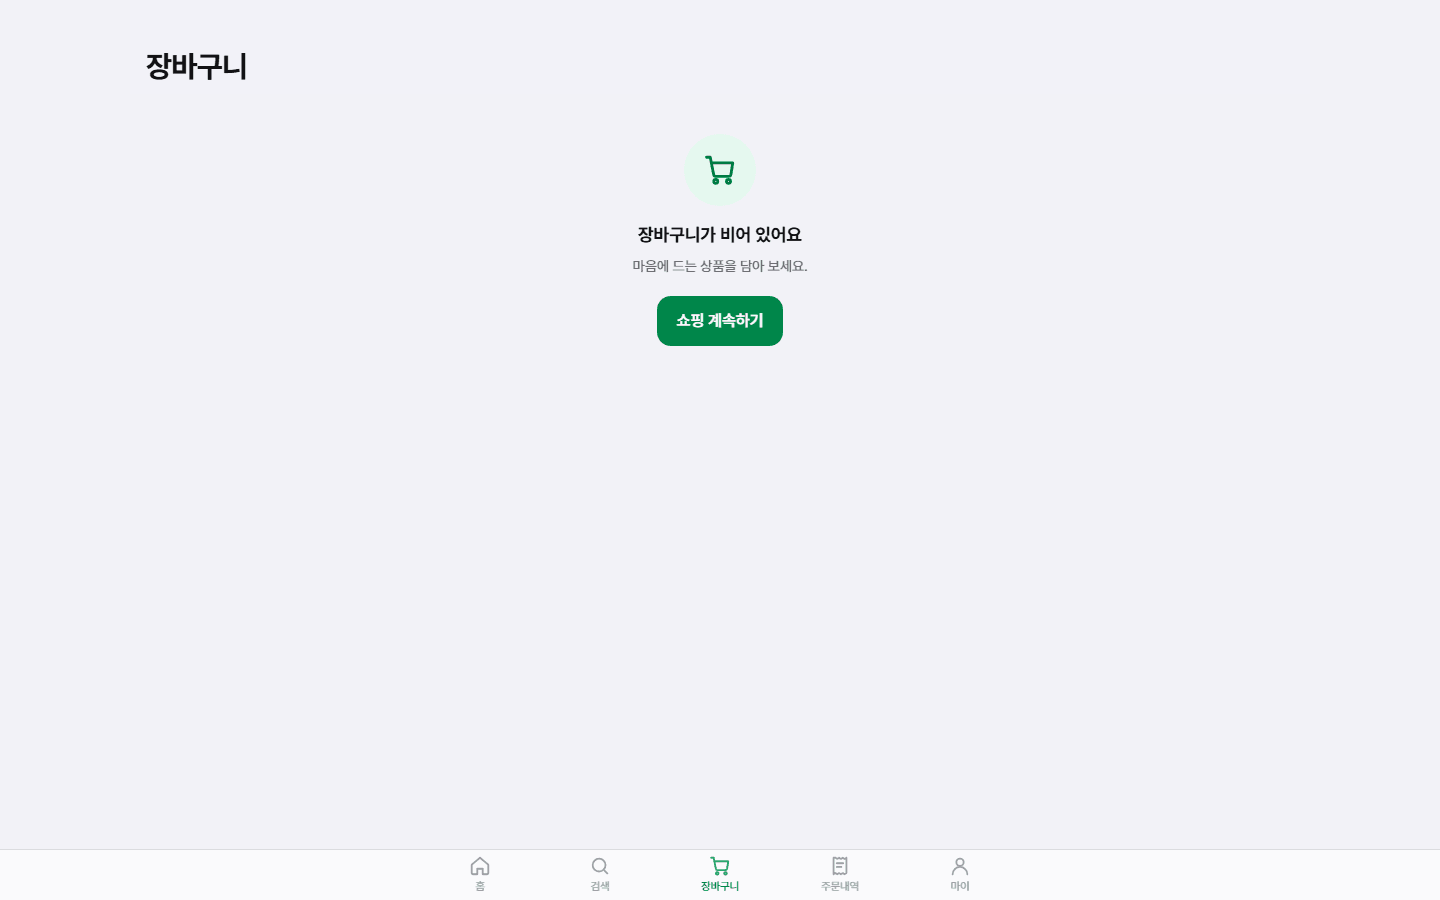 장바구니
장바구니가 비어 있어요
마음에 드는 상품을 담아 보세요.
쇼핑 계속하기
홈
검색
장바구니
주문내역
마이